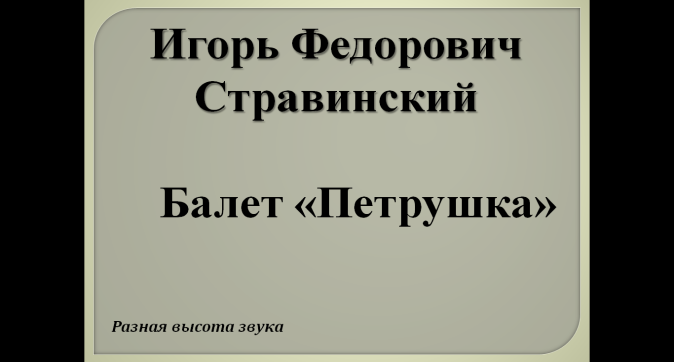 Игорь Федорович
Стравинский
Балет «Петрушка»
Разная высота звука